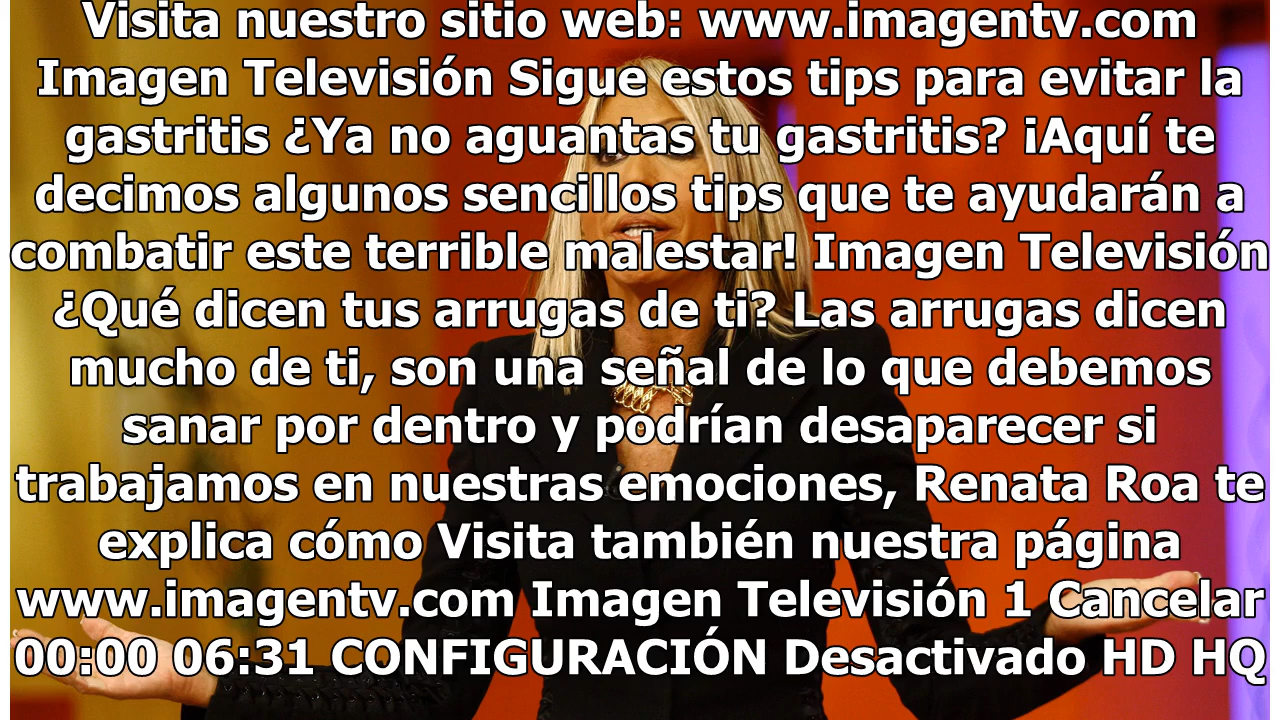 Visita nuestro sitio web: www.imagentv.com
Imagen Televisión Sigue estos tips para evitar la
gastritis ¿Ya no aguantas tu gastritis? ¡Aquí te
decimos algunos sencillos tips que te ayudarán a
combatir este terrible malestar! Imagen Televisión
¿Qué dicen tus arrugas de ti? Las arrugas dicen
mucho de ti, son una señal de lo que debemos
sanar por dentro y podrían desaparecer si
trabajamos en nuestras emociones, Renata Roa te
explica cómo Visita también nuestra página
www.imagentv.com Imagen Televisión 1 Cancelar
00:00 06:31 CONFIGURACIÓN Desactivado HD HQ